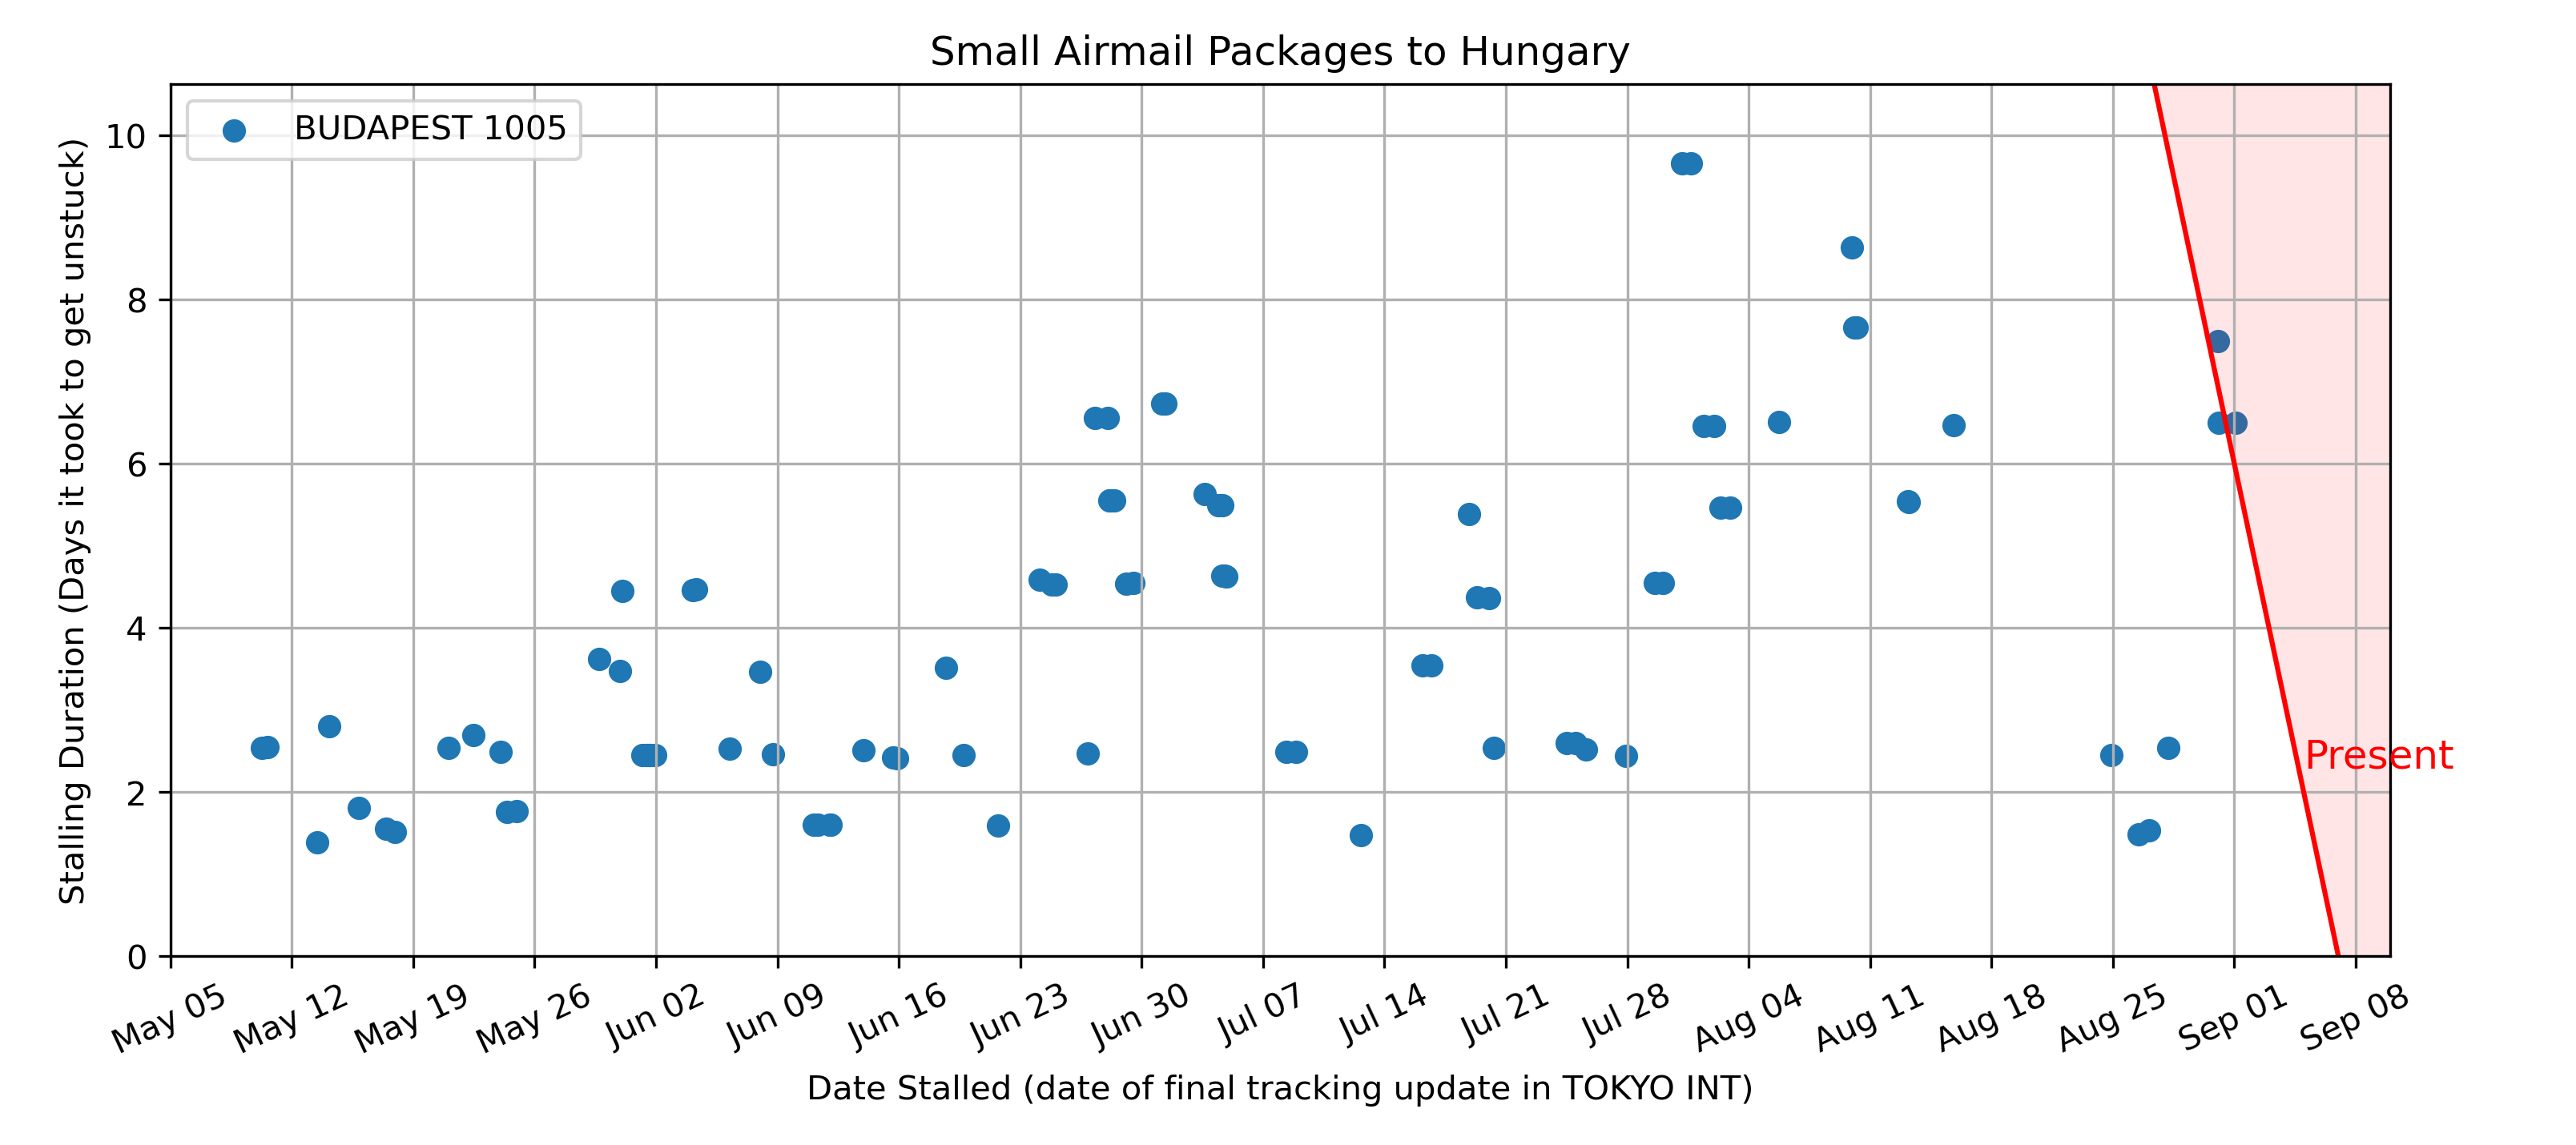 Small Airmail Packages to Hungary
BUDAPEST 1005
Stalling Duration (Days it took to get unstuck)
10
8
6
4
2
0
Present
May 05
May 12
May 19
May 26
Jun 02
Jun 09
Jun 16
Jun 23
Jun 30
Jul 07
Jul 14
Jul 21
Jul 28
Aug 04
Aug 11
Aug 18
Aug 25
Sep 01
Sep 08
Date Stalled (date of final tracking update in TOKYO INT)